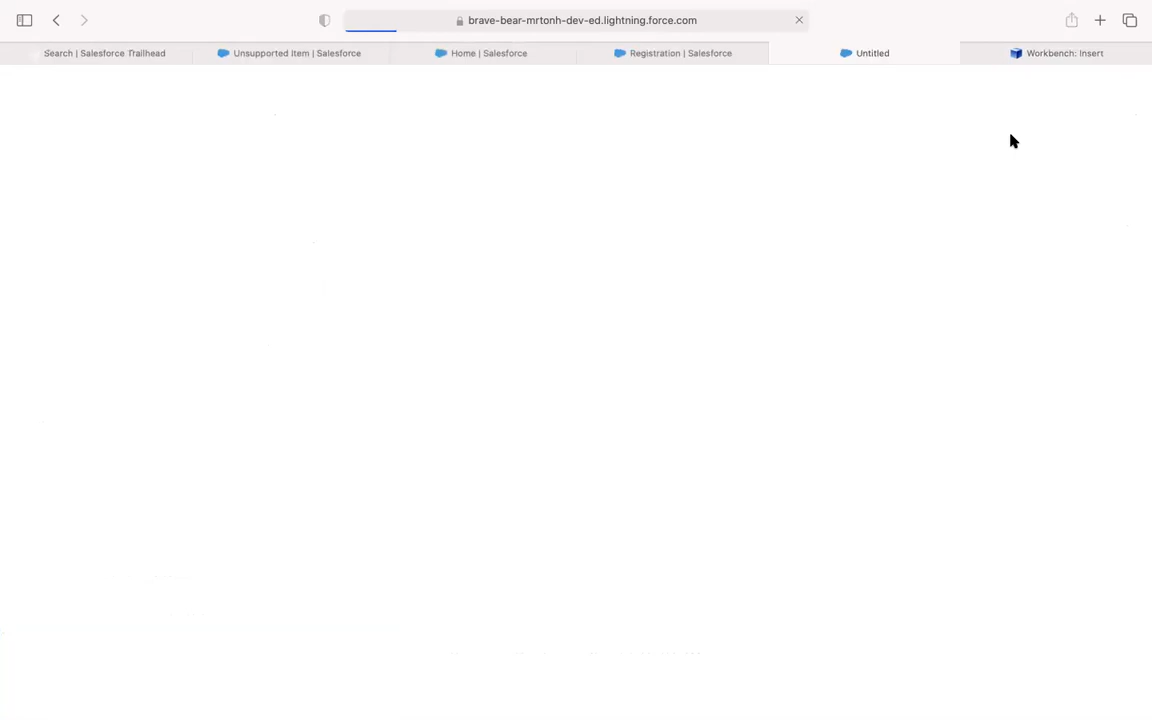 brave-bear-mrtonh-dev-ed.lightning.force.com
Search | Salesforce Trailhead
Unsupported Item | Salesforce
Home | Salesforce
Registration | Salesforce
Untitled
Workbench: Insert